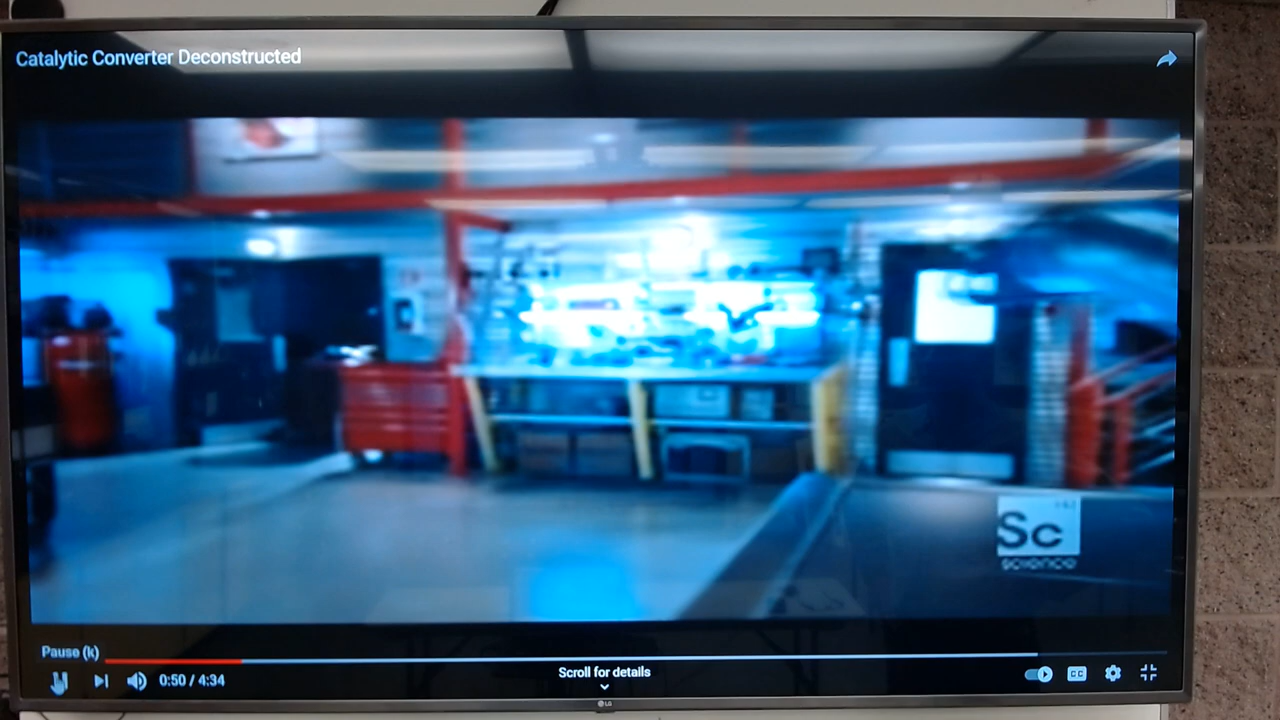 Catalytic Converter Deconstructed
Sc
science
Pause (k)
0:50 / 4:34
Scroll for details
CC
LG